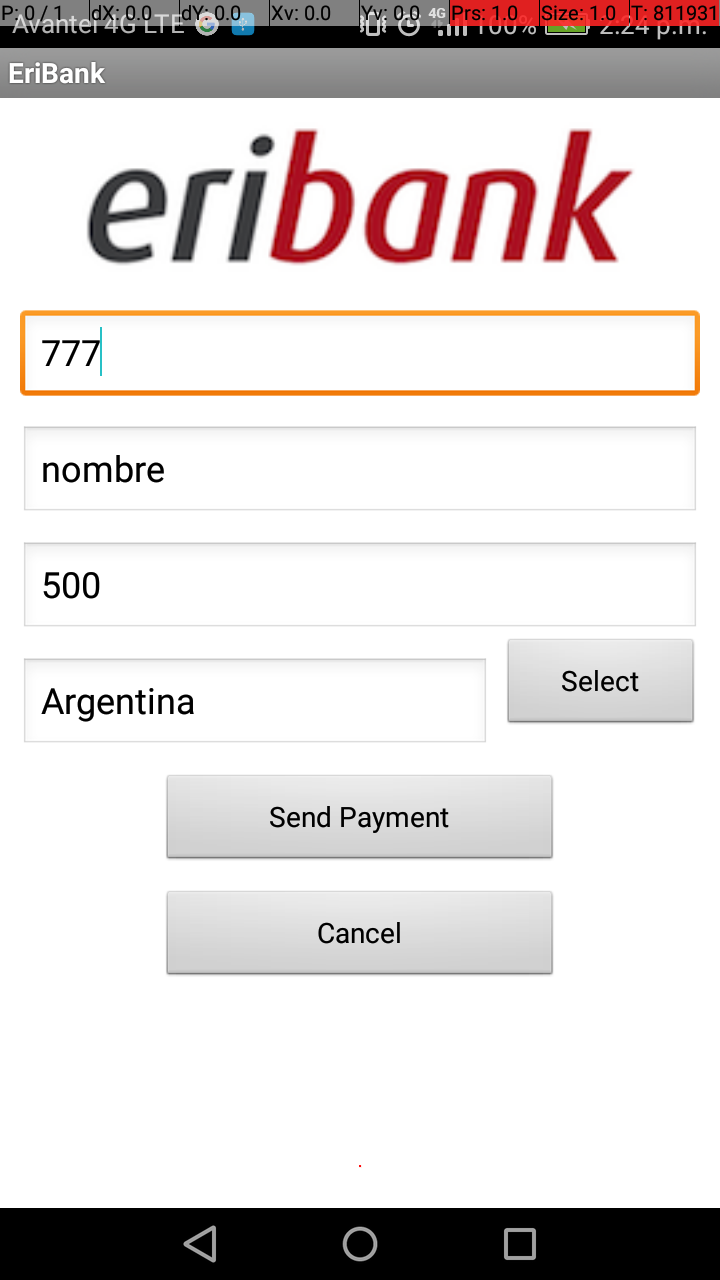 P: 0 / 1 dX: 0.0 dY: 0.0 Xv: 0.0 Yv: 0.0 Prs: 1.0 Size: 1.0 T: 811931
Avantel 4G LTE 4G 100% 2:24 p.m.
EriBank
eribank
777
nombre
500
Argentina
Select
Send Payment
Cancel